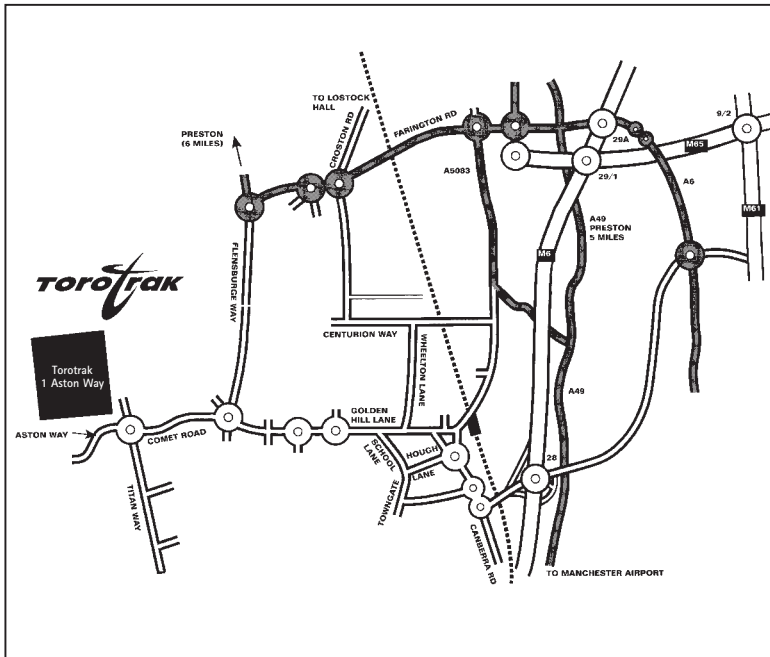 TO LOSTOCK
HALL
9/2
PRESTON
(6 MILES)
CROSTON RD
FARINGTON RD
29A
M65
A5083
29/1
A6
A49
PRESTON
5 MILES
M61
FLENSBURGE WAY
M6
TOROTRAK
CENTURION WAY
WHEELTON LANE
Torotrak
1 Aston Way
A49
GOLDEN
HILL LANE
ASTON WAY
COMET ROAD
SCHOOL
LANE
HOUGH
LANE
28
TITAN WAY
TOWNGATE
CANBERRA RD
TO MANCHESTER AIRPORT